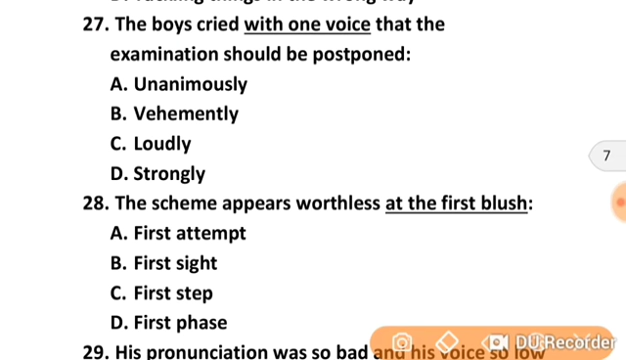 27. The boys cried with one voice that the
examination should be postponed:
A. Unanimously
B. Vehemently
C. Loudly
D. Strongly
7
28. The scheme appears worthless at the first blush:
A. First attempt
B. First sight
C. First step
D. First phase
DU Recorder
29. His pronunciation was so bad and his voice so low